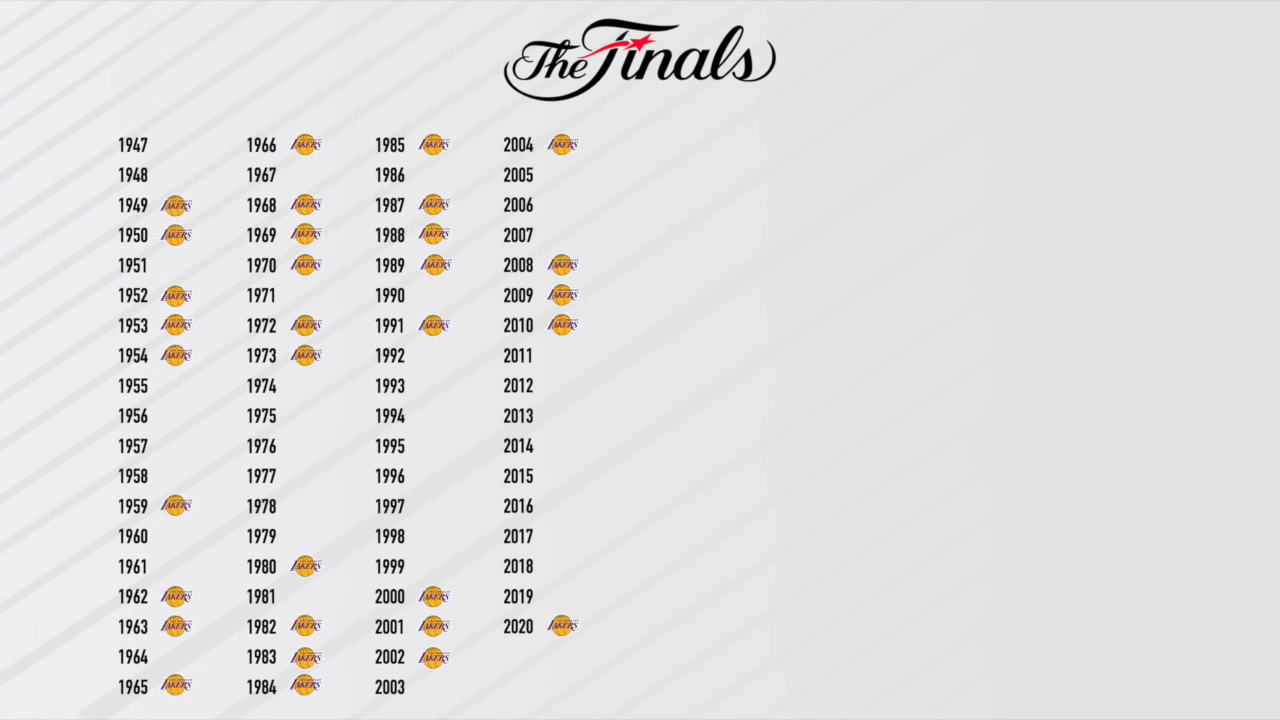 The Finals
1947 1966 LAKERS 1985 LAKERS 2004 LAKERS
1948 1967 1986 2005
1949 LAKERS 1968 LAKERS 1987 LAKERS 2006
1950 LAKERS 1969 LAKERS 1988 LAKERS 2007
1951 1970 LAKERS 1989 LAKERS 2008 LAKERS
1952 LAKERS 1971 1990 2009 LAKERS
1953 LAKERS 1972 LAKERS 1991 LAKERS 2010 LAKERS
1954 LAKERS 1973 LAKERS 1992 2011
1955 1974 1993 2012
1956 1975 1994 2013
1957 1976 1995 2014
1958 1977 1996 2015
1959 LAKERS 1978 1997 2016
1960 1979 1998 2017
1961 1980 LAKERS 1999 2018
1962 LAKERS 1981 2000 LAKERS 2019
1963 LAKERS 1982 LAKERS 2001 LAKERS 2020 LAKERS
1964 1983 LAKERS 2002 LAKERS
1965 LAKERS 1984 LAKERS 2003